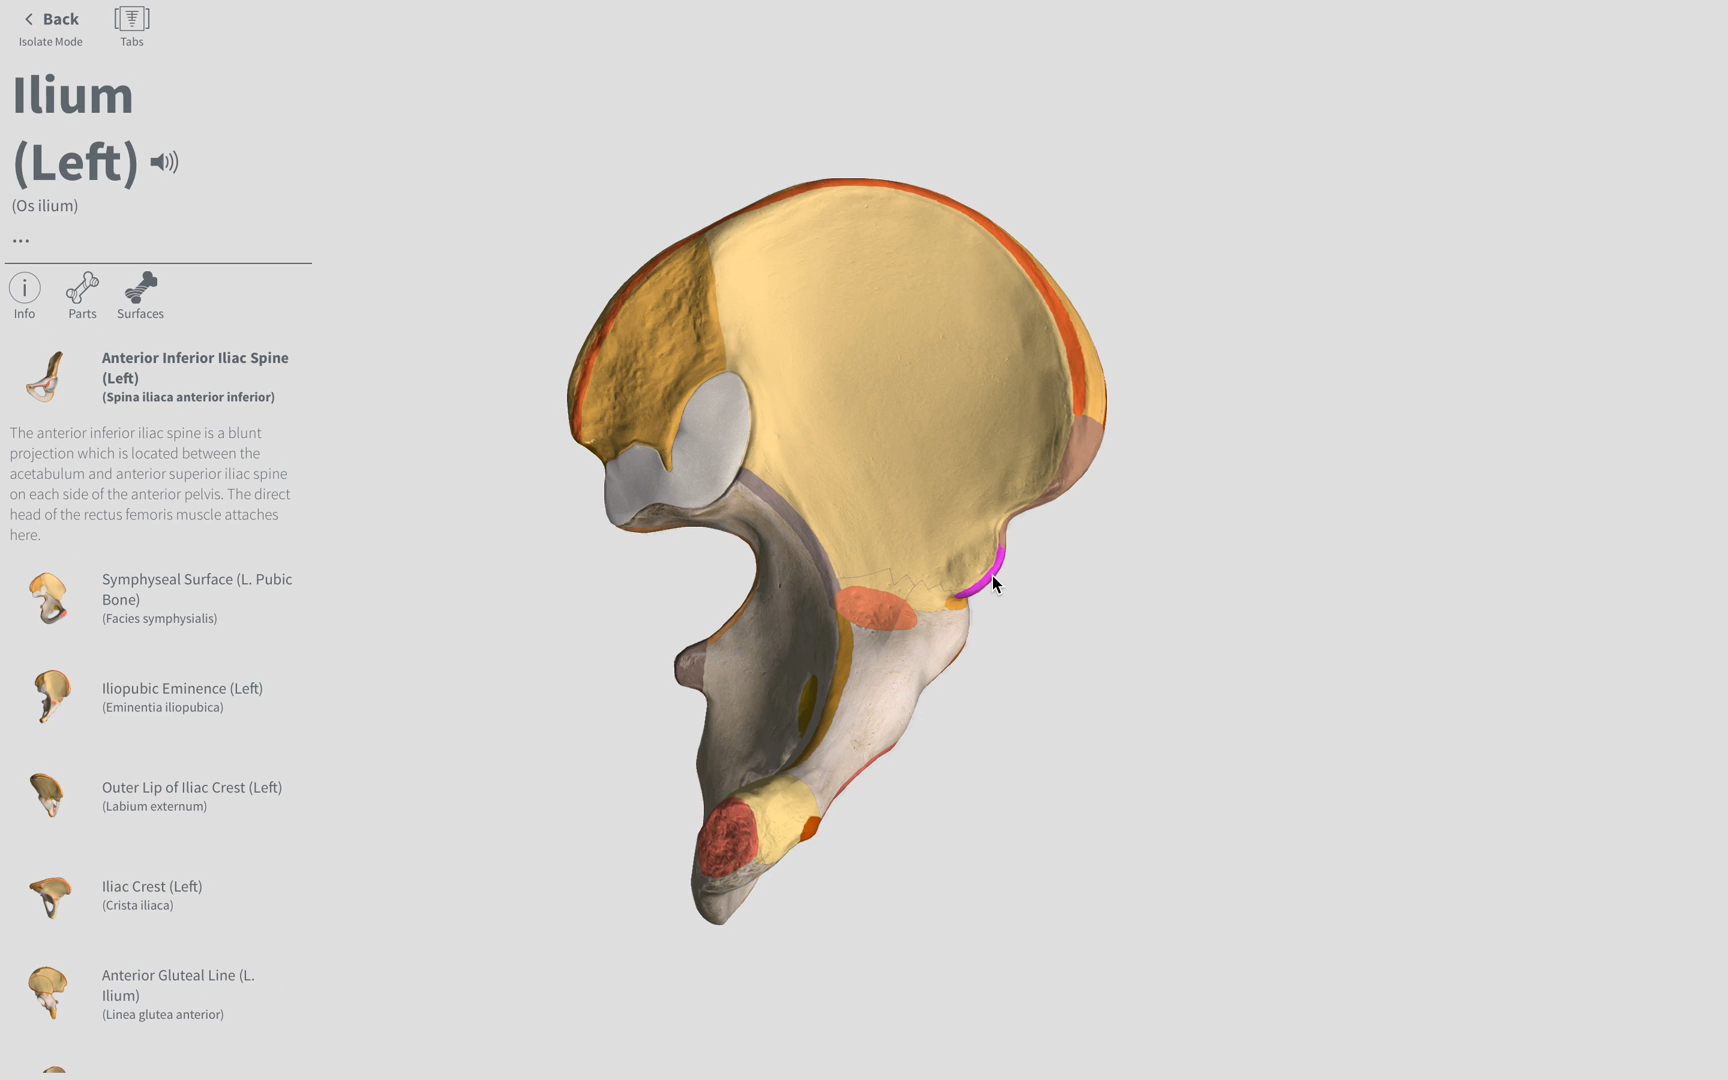 Back
Isolate Mode
Tabs
Ilium
(Left)
(Os ilium)
...
Info
Parts
Surfaces
Anterior Inferior Iliac Spine
(Left)
(Spina iliaca anterior inferior)
The anterior inferior iliac spine is a blunt
projection which is located between the
acetabulum and anterior superior iliac spine
on each side of the anterior pelvis. The direct
head of the rectus femoris muscle attaches
here.
Symphyseal Surface (L. Pubic
Bone)
(Facies symphysialis)
Iliopubic Eminence (Left)
(Eminentia iliopubica)
Outer Lip of Iliac Crest (Left)
(Labium externum)
Iliac Crest (Left)
(Crista iliaca)
Anterior Gluteal Line (L.
Ilium)
(Linea glutea anterior)